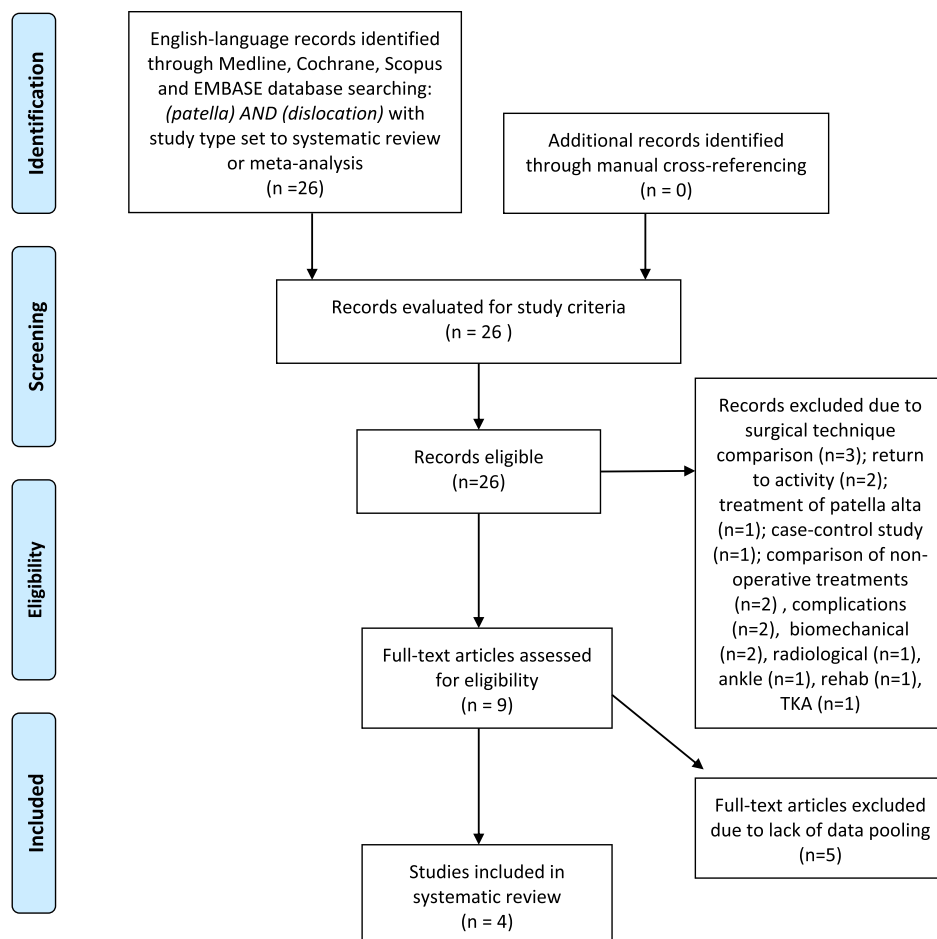 Identification
English-language records identified
through Medline, Cochrane, Scopus
and EMBASE database searching:
(patella) AND (dislocation) with
study type set to systematic review
or meta-analysis
(n =26)
Additional records identified
through manual cross-referencing
(n = 0)
Screening
Records evaluated for study criteria
(n = 26 )
Records eligible
(n=26)
Records excluded due to
surgical technique
comparison (n=3); return
to activity (n=2);
treatment of patella alta
(n=1); case-control study
(n=1); comparison of non-
operative treatments
(n=2) , complications
(n=2), biomechanical
(n=2), radiological (n=1),
ankle (n=1), rehab (n=1),
TKA (n=1)
Eligibility
Full-text articles assessed
for eligibility
(n = 9)
Full-text articles excluded
due to lack of data pooling
(n=5)
Included
Studies included in
systematic review
(n = 4)